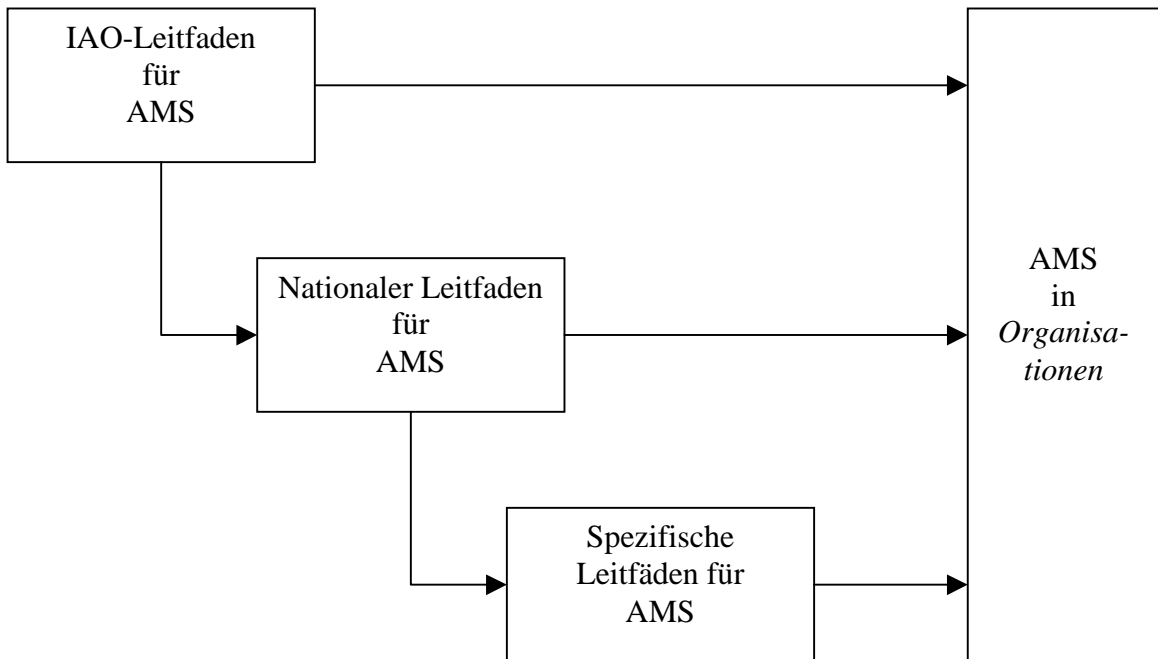 IAO-Leitfaden
für
AMS
Nationaler Leitfaden
für
AMS
Spezifische
Leitfäden für
AMS
AMS
in
Organisa-
tionen